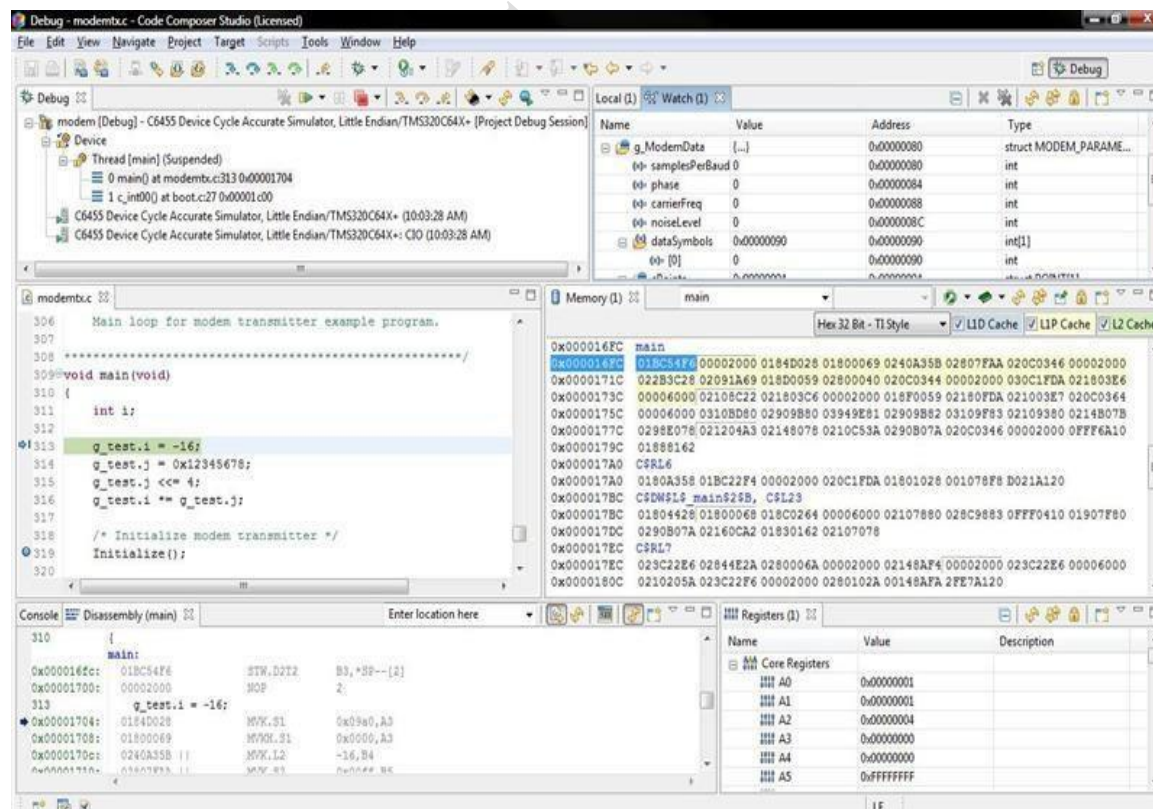 Debug - modemtx.c - Code Composer Studio (Licensed)
File Edit View Navigate Project Target Scripts Tools Window Help
Debug
Debug
modem [Debug] - C6455 Device Cycle Accurate Simulator, Little Endian/TMS320C64X+ [Project Debug Session]
Device
Thread [main] (Suspended)
0 main() at modemtx.c:313 0x00001704
1 c_int00() at boot.c:27 0x00001c00
C6455 Device Cycle Accurate Simulator, Little Endian/TMS320C64X+ (10:03:28 AM)
C6455 Device Cycle Accurate Simulator, Little Endian/TMS320C64X+: CIO (10:03:28 AM)
Local (1) Watch (1)
Name Value Address Type
g_ModemData {...} 0x00000080 struct MODEM_PARAME...
samplesPerBaud 0 0x00000080 int
phase 0 0x00000084 int
carrierFreq 0 0x00000088 int
noiseLevel 0 0x0000008C int
dataSymbols 0x00000090 0x00000090 int[1]
[0] 0 0x00000090 int
modemtx.c
306 Main loop for modem transmitter example program.
307
308 *******************************************************/
309 void main(void)
310 {
311 int i;
312
313 g_test.i = -16;
314 g_test.j = 0x12345678;
315 g_test.j <<= 4;
316 g_test.i *= g_test.j;
317
318 /* Initialize modem transmitter */
319 Initialize();
320
Memory (1) main
Hex 32 Bit - TI Style L1D Cache L1P Cache L2 Cache
0x000016FC main
0x000016FC 01BC54F6 00002000 0184D028 01800069 0240A35B 02807FAA 020C0346 00002000
0x0000171C 022B3C28 02091A69 018D0059 02800040 020C0344 00002000 030C1FDA 021803E6
0x0000173C 00006000 02108C22 021803C6 00002000 018F0059 02180FDA 021003E7 020C0364
0x0000175C 00006000 0310BD80 02909B80 03949E81 02909B82 03109F83 02109380 0214B07B
0x0000177C 0298E078 021204A3 02148078 0210C53A 0290B07A 020C0346 00002000 0FFF6A10
0x0000179C 01888162
0x000017A0 C$RL6
0x000017A0 0180A358 01BC22F4 00002000 020C1FDA 01801028 001078F8 D021A120
0x000017BC C$DW$L$_main$2$B, C$L23
0x000017BC 01804428 01800068 018C0264 00006000 02107880 028C9883 0FFF0410 01907F80
0x000017DC 0290B07A 02160CA2 01830162 02107078
0x000017EC C$RL7
0x000017EC 023C22E6 02844E2A 0280006A 00002000 02148AF4 00002000 023C22E6 00006000
0x0000180C 0210205A 023C22F6 00002000 0280102A 00148AFA 2FE7A120
Console Disassembly (main) Enter location here
310 {
main:
0x000016fc: 01BC54F6 STW.D2T2 B3,*SP--[2]
0x00001700: 00002000 NOP 2
313 g_test.i = -16;
0x00001704: 0184D028 MVK.S1 0x09a0,A3
0x00001708: 01800069 MVKH.S1 0x0000,A3
0x0000170c: 0240A35B || MVK.L2 -16,B4
Registers (1)
Name Value Description
Core Registers
A0 0x00000001
A1 0x00000001
A2 0x00000004
A3 0x00000000
A4 0x00000000
A5 0xFFFFFFFF
LE